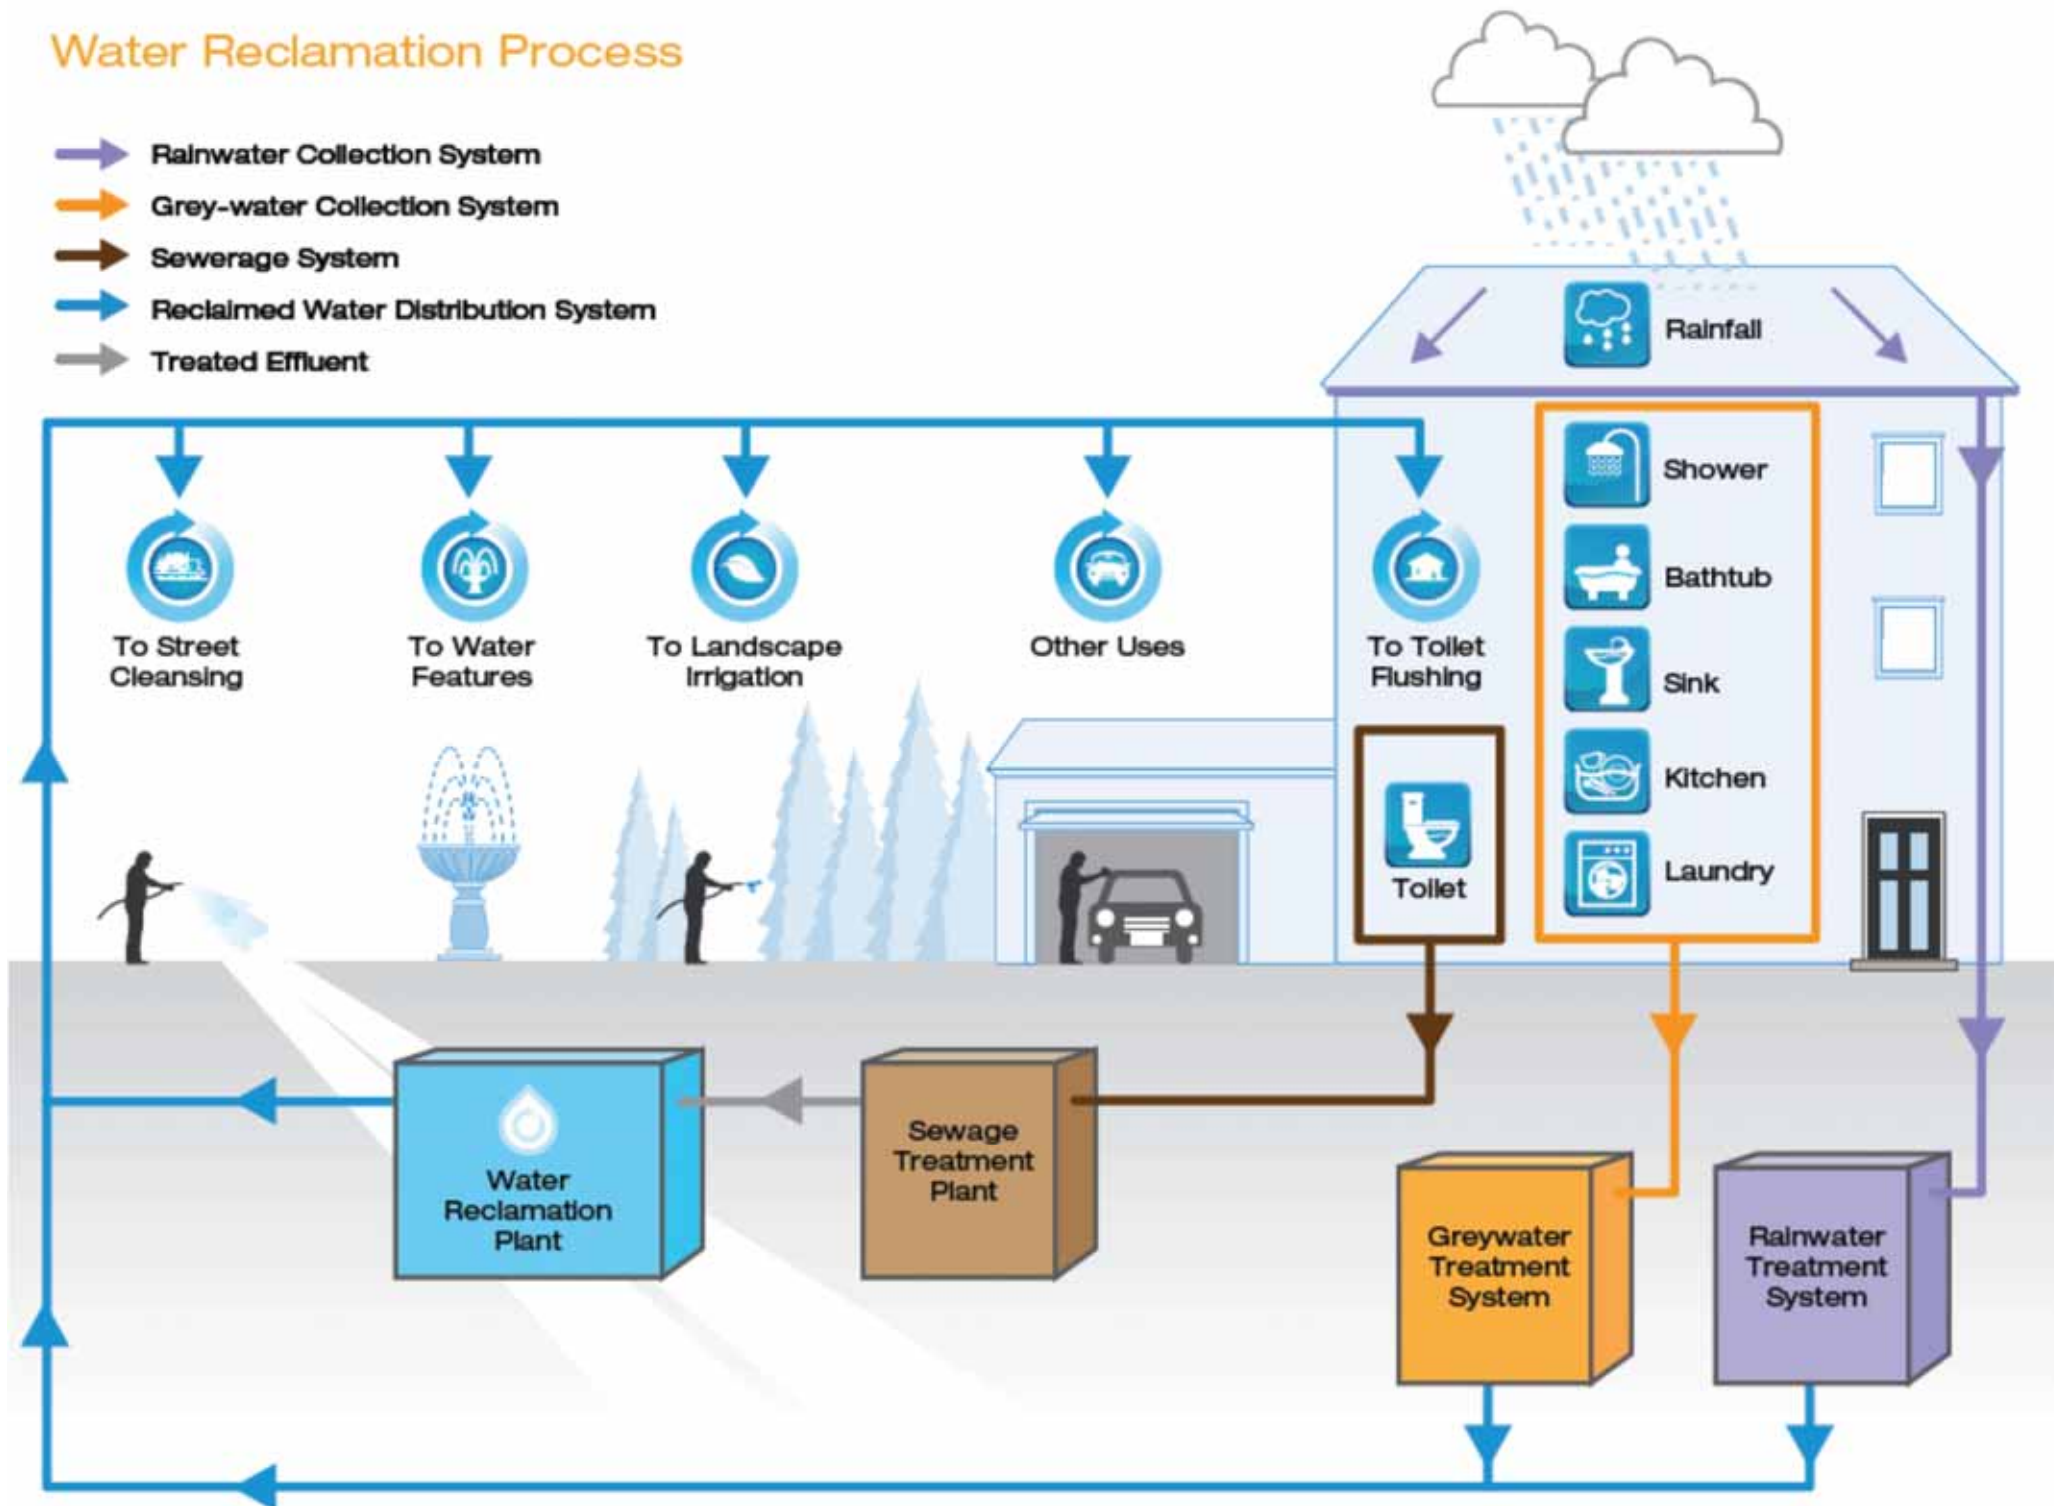 Water Reclamation Process
Rainwater Collection System
Grey-water Collection System
Sewerage System
Reclaimed Water Distribution System
Treated Effluent
Rainfall
Shower
Bathtub
Sink
Kitchen
Laundry
To Street
Cleansing
To Water
Features
To Landscape
Irrigation
Other Uses
To Toilet
Flushing
Toilet
Water
Reclamation
Plant
Sewage
Treatment
Plant
Greywater
Treatment
System
Rainwater
Treatment
System